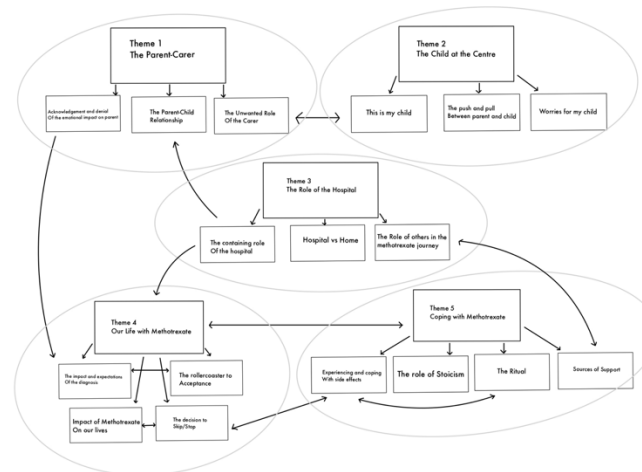 Theme 1
The Parent-Carer
Acknowledgement and denial
Of the emotional impact on parent
The Parent-Child
Relationship
The Unwanted Role
Of the Carer
Theme 2
The Child at the Centre
This is my child
The push and pull
Between parent and child
Worries for my child
Theme 3
The Role of the Hospital
The containing role
Of the hospital
Hospital vs Home
The Role of others in the
methotrexate journey
Theme 4
Our Life with Methotrexate
The impact and expectations
Of the diagnosis
The rollercoaster to
Acceptance
Impact of Methotrexate
On our lives
The decision to
Skip/Stop
Theme 5
Coping with Methotrexate
Experiencing and coping
With side effects
The role of Stoicism
The Ritual
Sources of Support